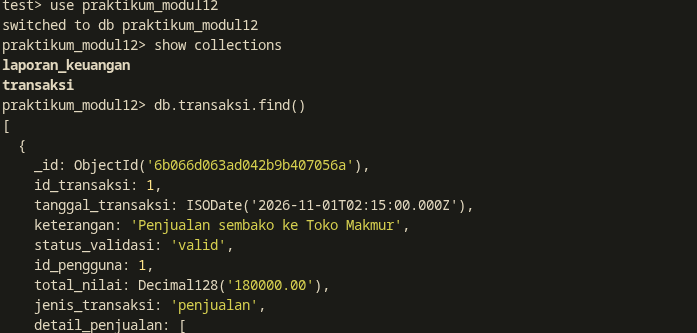 test> use praktikum_modul12
switched to db praktikum_modul12
praktikum_modul12> show collections
laporan_keuangan
transaksi
praktikum_modul12> db.transaksi.find()
[
  {
    _id: ObjectId('6b066d063ad042b9b407056a'),
    id_transaksi: 1,
    tanggal_transaksi: ISODate('2026-11-01T02:15:00.000Z'),
    keterangan: 'Penjualan sembako ke Toko Makmur',
    status_validasi: 'valid',
    id_pengguna: 1,
    total_nilai: Decimal128('180000.00'),
    jenis_transaksi: 'penjualan',
    detail_penjualan: [